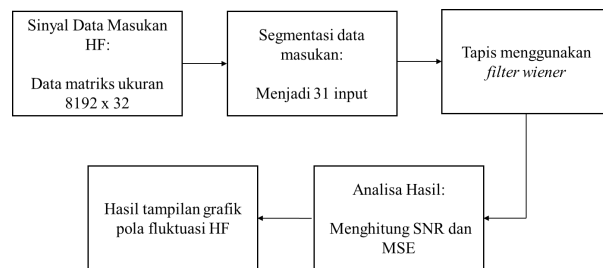 Sinyal Data Masukan
HF:
Data matriks ukuran
8192 x 32
Segmentasi data
masukan:
Menjadi 31 input
Tapis menggunakan
filter wiener
Analisa Hasil:
Menghitung SNR dan
MSE
Hasil tampilan grafik
pola fluktuasi HF